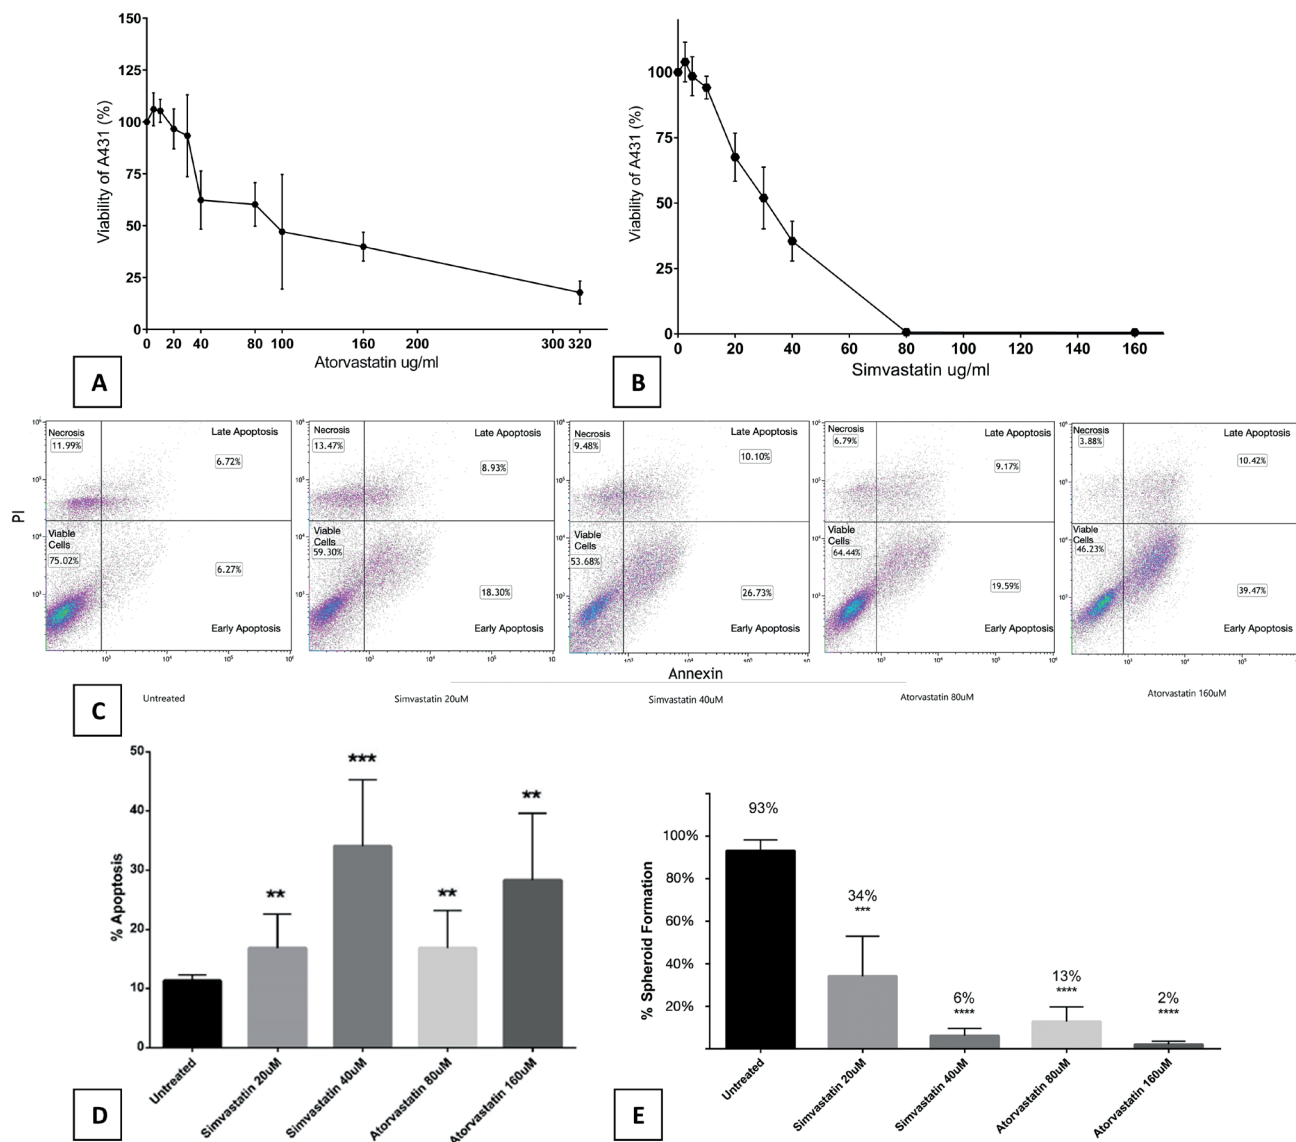 150
125
100
75
50
25
0
Viability of A431 (%)
0 20 40 80 100 160 200 300 320
Atorvastatin ug/ml
A
100
75
50
25
0
Viability of A431 (%)
0 20 40 60 80 100 120 140 160
Simvastatin ug/ml
B
PI
Necrosis
11.99%
Late Apoptosis
6.72%
Viable
Cells
75.02%
6.27%
Early Apoptosis
Untreated
Necrosis
13.47%
Late Apoptosis
8.93%
Viable
Cells
59.30%
18.30%
Early Apoptosis
Simvastatin 20uM
Necrosis
9.48%
Late Apoptosis
10.10%
Viable
Cells
53.68%
26.73%
Early Apoptosis
Simvastatin 40uM
Necrosis
6.79%
Late Apoptosis
9.17%
Viable
Cells
64.44%
19.59%
Early Apoptosis
Atorvastatin 80uM
Necrosis
3.88%
Late Apoptosis
10.42%
Viable
Cells
46.23%
39.47%
Early Apoptosis
Atorvastatin 160uM
Annexin
C
50
40
30
20
10
0
% Apoptosis
**
***
**
**
Untreated
Simvastatin 20uM
Simvastatin 40uM
Atorvastatin 80uM
Atorvastatin 160uM
D
100%
80%
60%
40%
20%
% Spheroid Formation
93%
34%
***
6%
****
13%
****
2%
****
Untreated
Simvastatin 20uM
Simvastatin 40uM
Atorvastatin 80uM
Atorvastatin 160uM
E